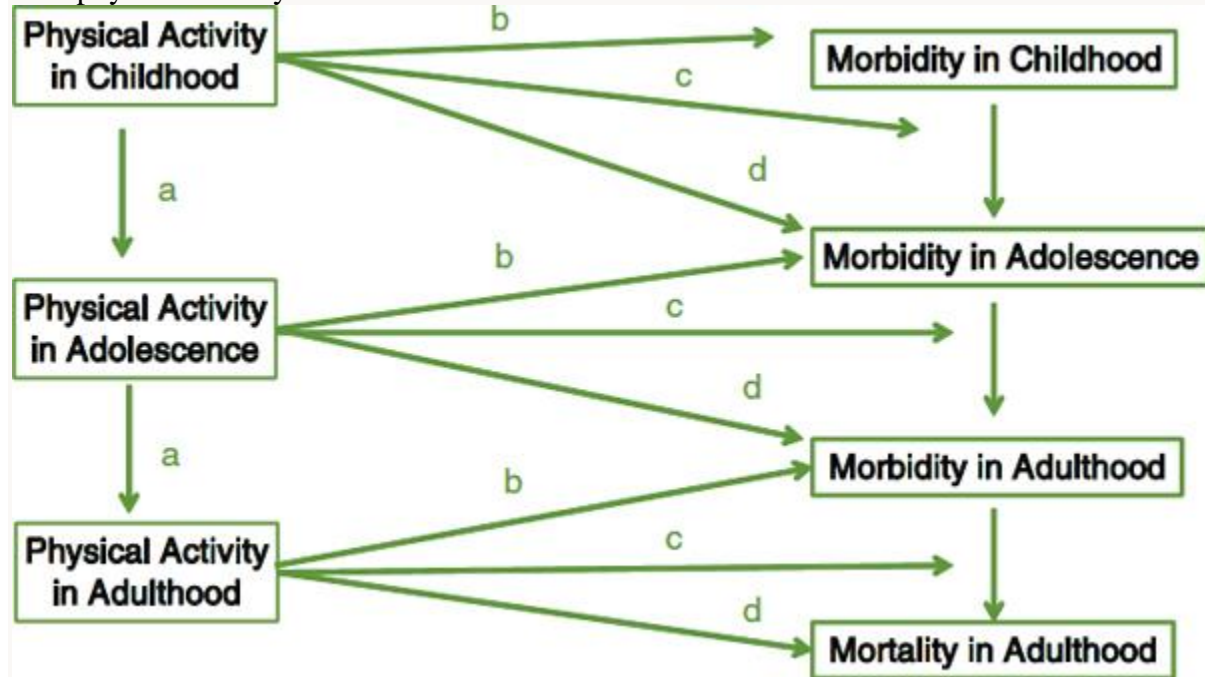 Physical Activity
in Childhood
b
Morbidity in Childhood
c
a
d
Morbidity in Adolescence
b
Physical Activity
in Adolescence
c
d
a
b
Morbidity in Adulthood
Physical Activity
in Adulthood
c
d
Mortality in Adulthood